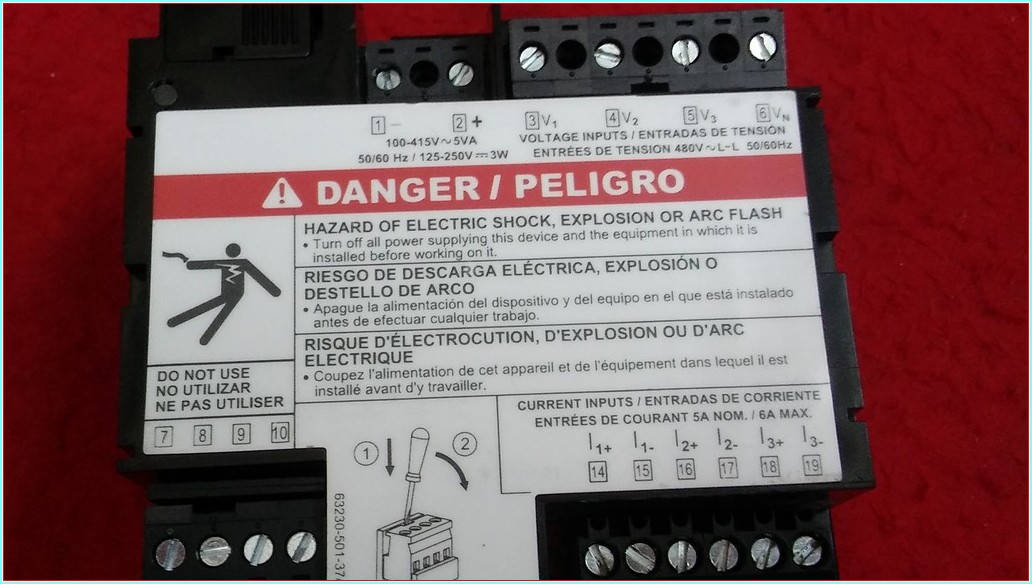 1 – 2 + 3 V1 4 V2 5 V3 6 VN
100-415V~5VA
50/60 Hz / 125-250V⎓3W
VOLTAGE INPUTS / ENTRADAS DE TENSIÓN
ENTRÉES DE TENSION 480V~L-L 50/60Hz
DANGER / PELIGRO
HAZARD OF ELECTRIC SHOCK, EXPLOSION OR ARC FLASH
• Turn off all power supplying this device and the equipment in which it is
installed before working on it.
RIESGO DE DESCARGA ELÉCTRICA, EXPLOSIÓN O
DESTELLO DE ARCO
• Apague la alimentación del dispositivo y del equipo en el que está instalado
antes de efectuar cualquier trabajo.
RISQUE D'ÉLECTROCUTION, D'EXPLOSION OU D'ARC
ELECTRIQUE
• Coupez l'alimentation de cet appareil et de l'équipement dans lequel il est
installé avant d'y travailler.
DO NOT USE
NO UTILIZAR
NE PAS UTILISER
7 8 9 10
CURRENT INPUTS / ENTRADAS DE CORRIENTE
ENTRÉES DE COURANT 5A NOM. / 6A MAX.
I1+ I1- I2+ I2- I3+ I3-
14 15 16 17 18 19
1 2
63230-501-37